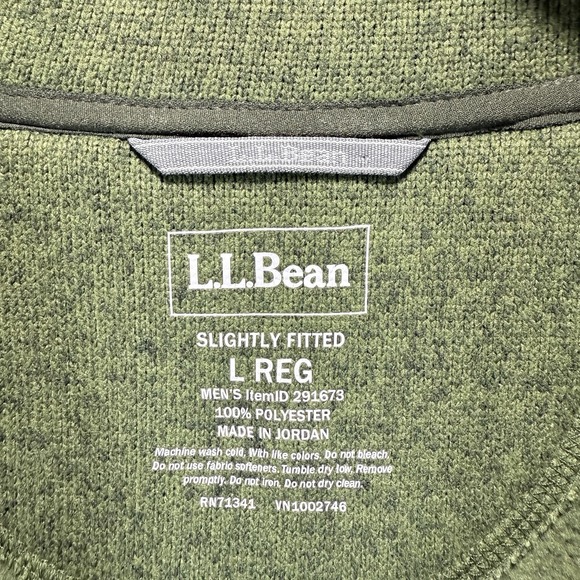 L.L.Bean
L.L.Bean
SLIGHTLY FITTED
L REG
MEN'S ItemID 291673
100% POLYESTER
MADE IN JORDAN
Machine wash cold. With like colors. Do not bleach.
Do not use fabric softeners. Tumble dry low. Remove
promptly. Do not iron. Do not dry clean.
RN71341 VN1002746